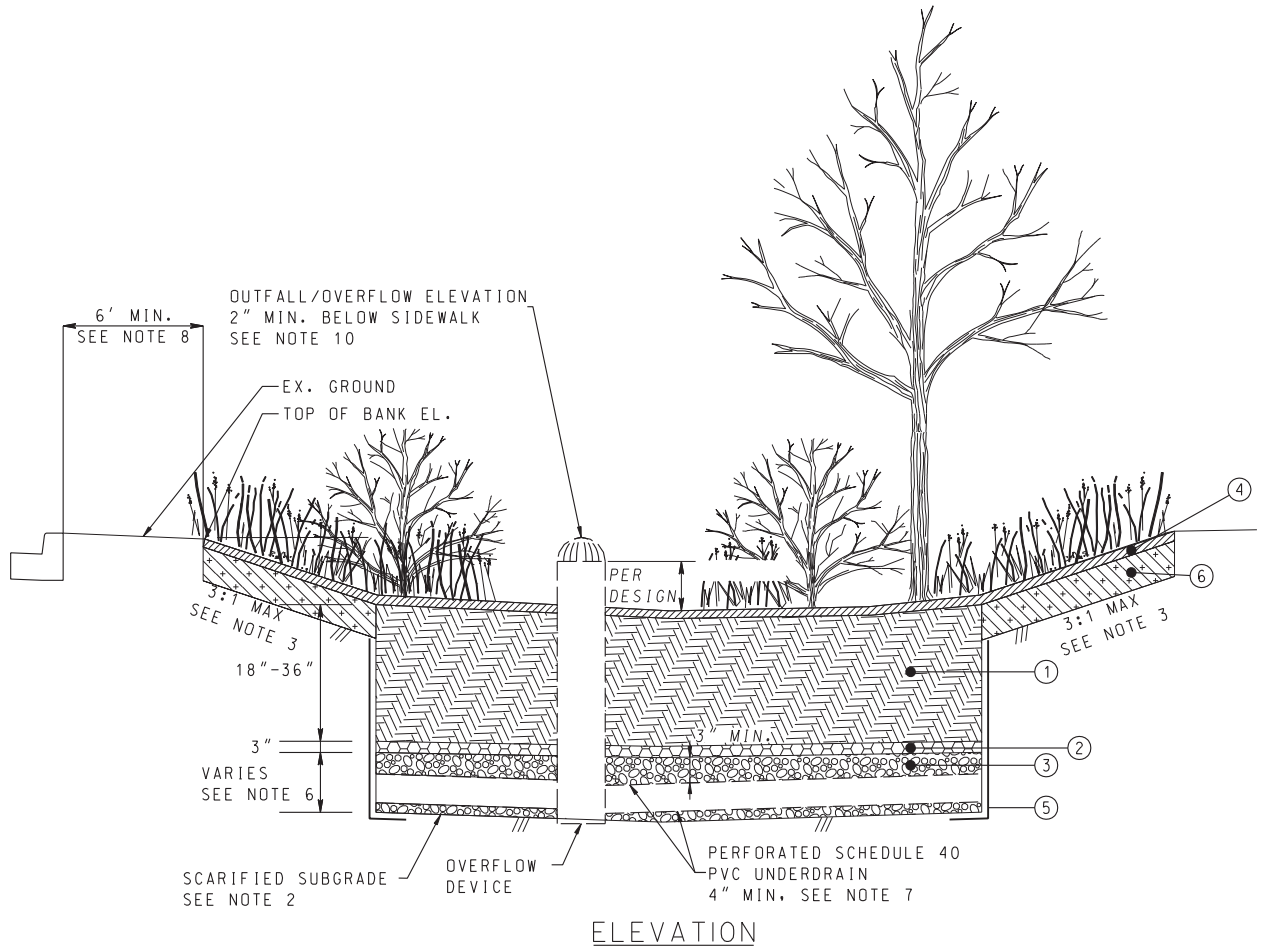 OUTFALL/OVERFLOW ELEVATION
2" MIN. BELOW SIDEWALK
SEE NOTE 10
6' MIN.
SEE NOTE 8
EX. GROUND
TOP OF BANK EL.
4
PER
DESIGN
6
3:1 MAX
SEE NOTE 3
3:1 MAX
SEE NOTE 3
18"-36"
1
3" MIN.
3"
2
3
VARIES
SEE NOTE 6
5
OVERFLOW
DEVICE
PERFORATED SCHEDULE 40
PVC UNDERDRAIN
4" MIN. SEE NOTE 7
SCARIFIED SUBGRADE
SEE NOTE 2
ELEVATION